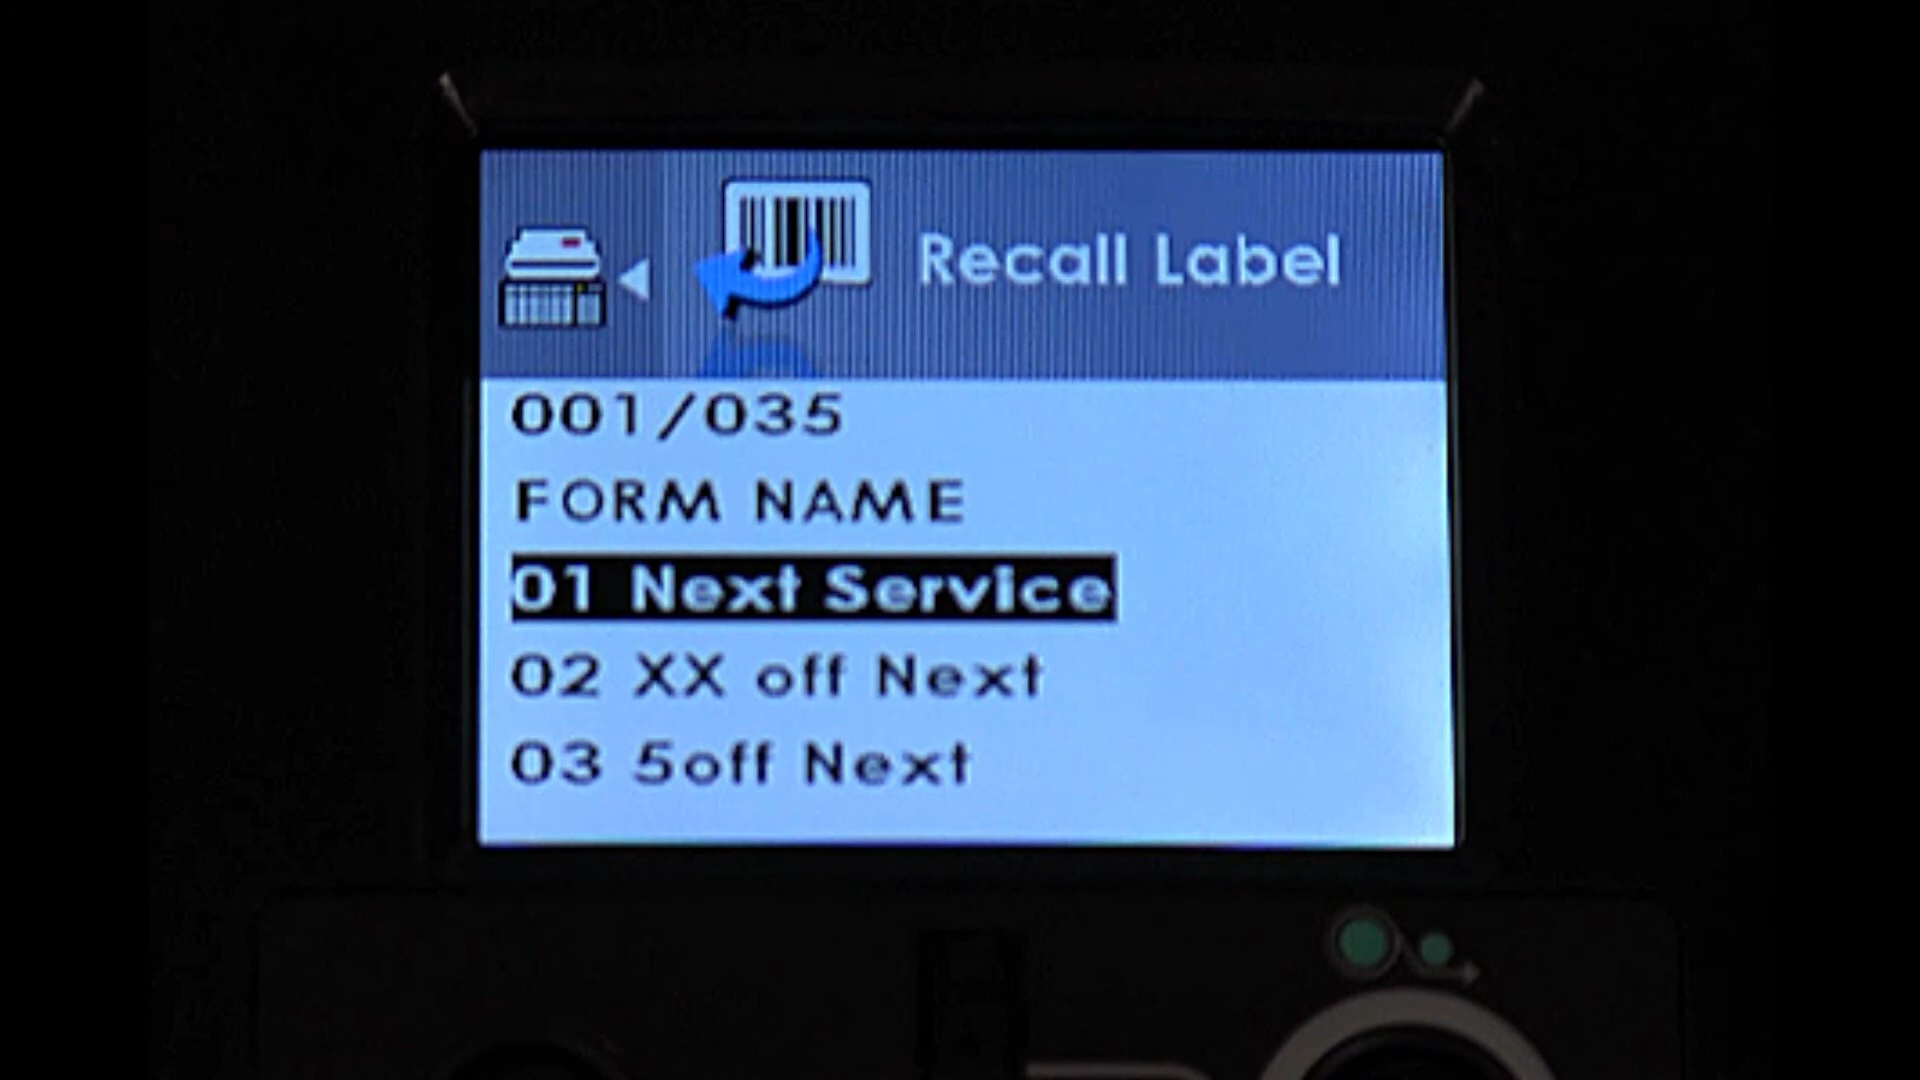 Recall Label
001/035
FORM NAME
01 Next Service
02 XX off Next
03 5off Next